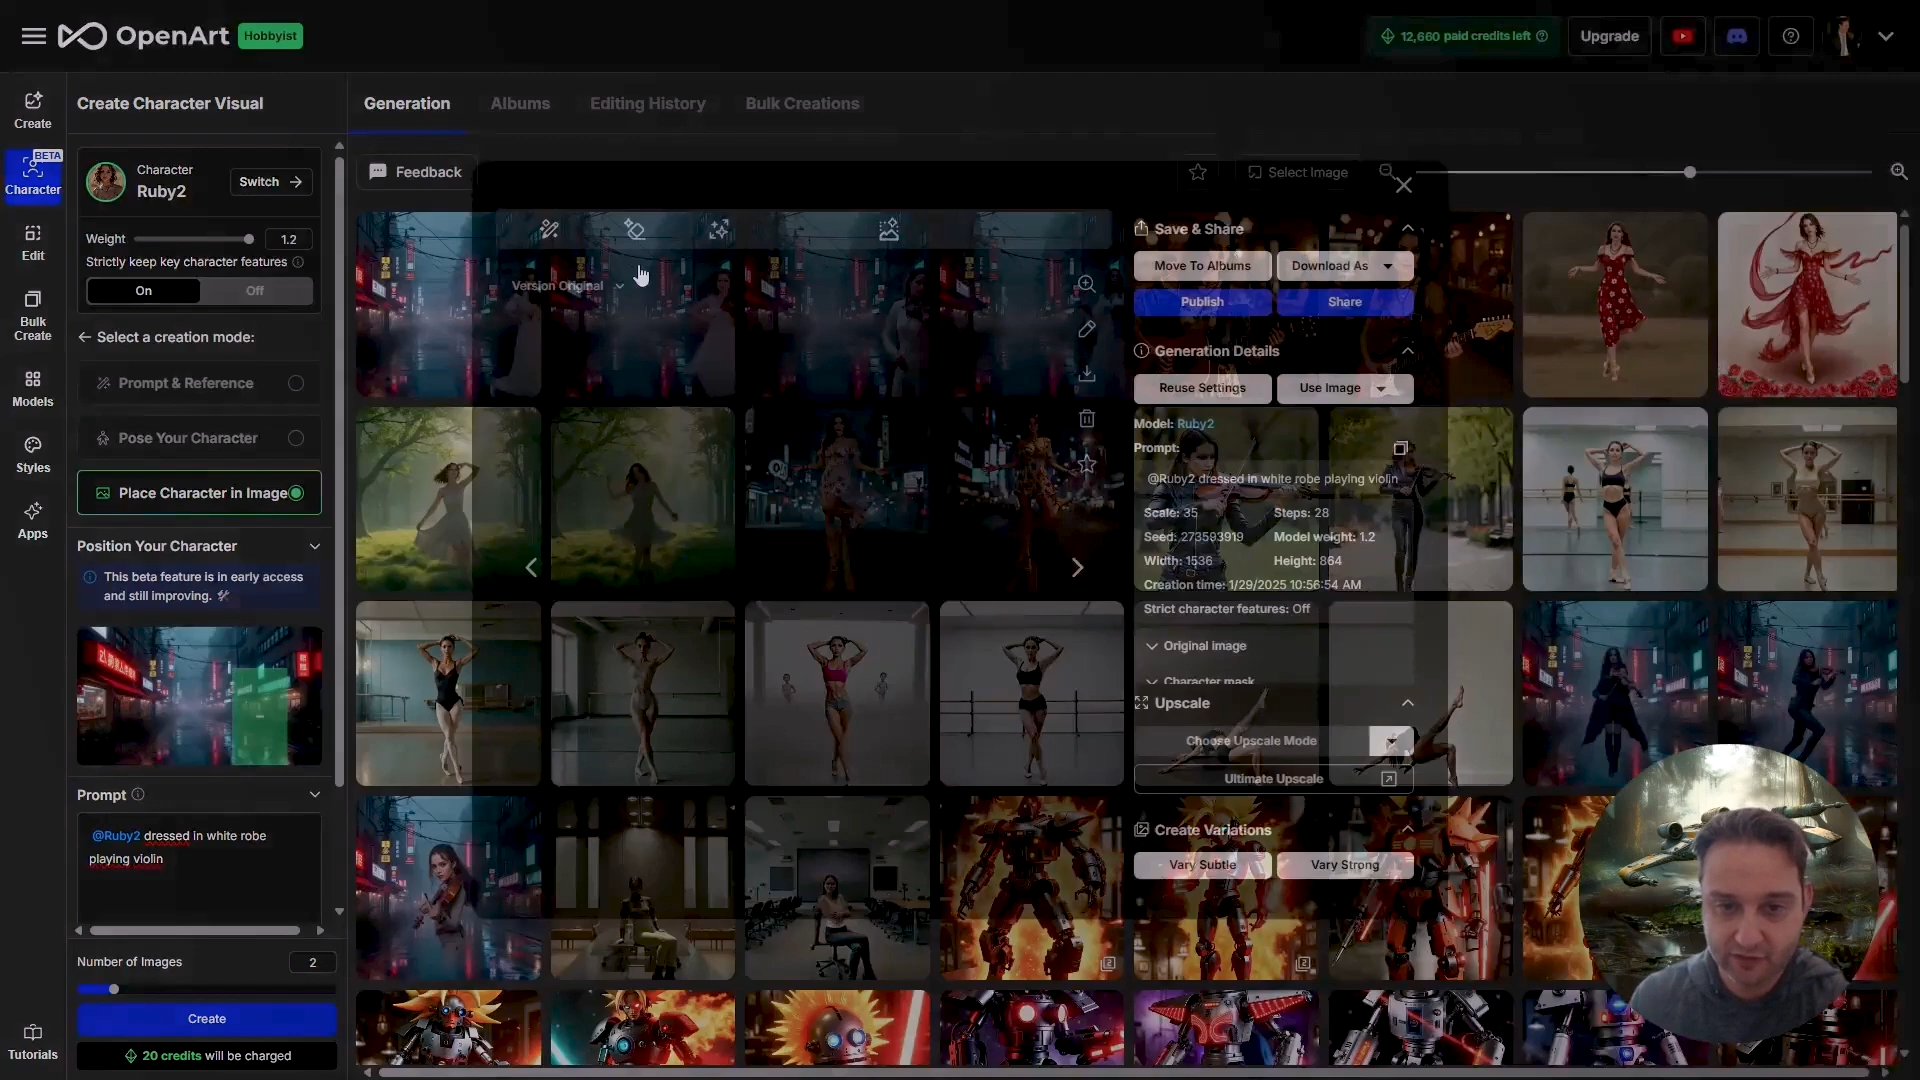 OpenArt
Hobbyist
12,660 paid credits left
Upgrade
Create
BETA
Character
Edit
Bulk
Create
Models
Styles
Apps
Tutorials
Create Character Visual
Character
Ruby2
Switch
Weight
1.2
Strictly keep key character features
On
Off
Select a creation mode:
Prompt & Reference
Pose Your Character
Place Character in Image
Position Your Character
This beta feature is in early access
and still improving.
Prompt
@Ruby2 dressed in white robe
playing violin
Number of Images
2
Create
20 credits will be charged
Generation
Albums
Editing History
Bulk Creations
Feedback
Select Image
Version Original
Save & Share
Move To Albums
Download As
Publish
Share
Generation Details
Reuse Settings
Use Image
Model: Ruby2
Prompt:
@Ruby2 dressed in white robe playing violin
Scale: 35
Steps: 28
Seed: 273593919
Model weight: 1.2
Width: 1536
Height: 864
Creation time: 1/29/2025 10:56:54 AM
Strict character features: Off
Original image
Character mask
Upscale
Choose Upscale Mode
Ultimate Upscale
Create Variations
Vary Subtle
Vary Strong